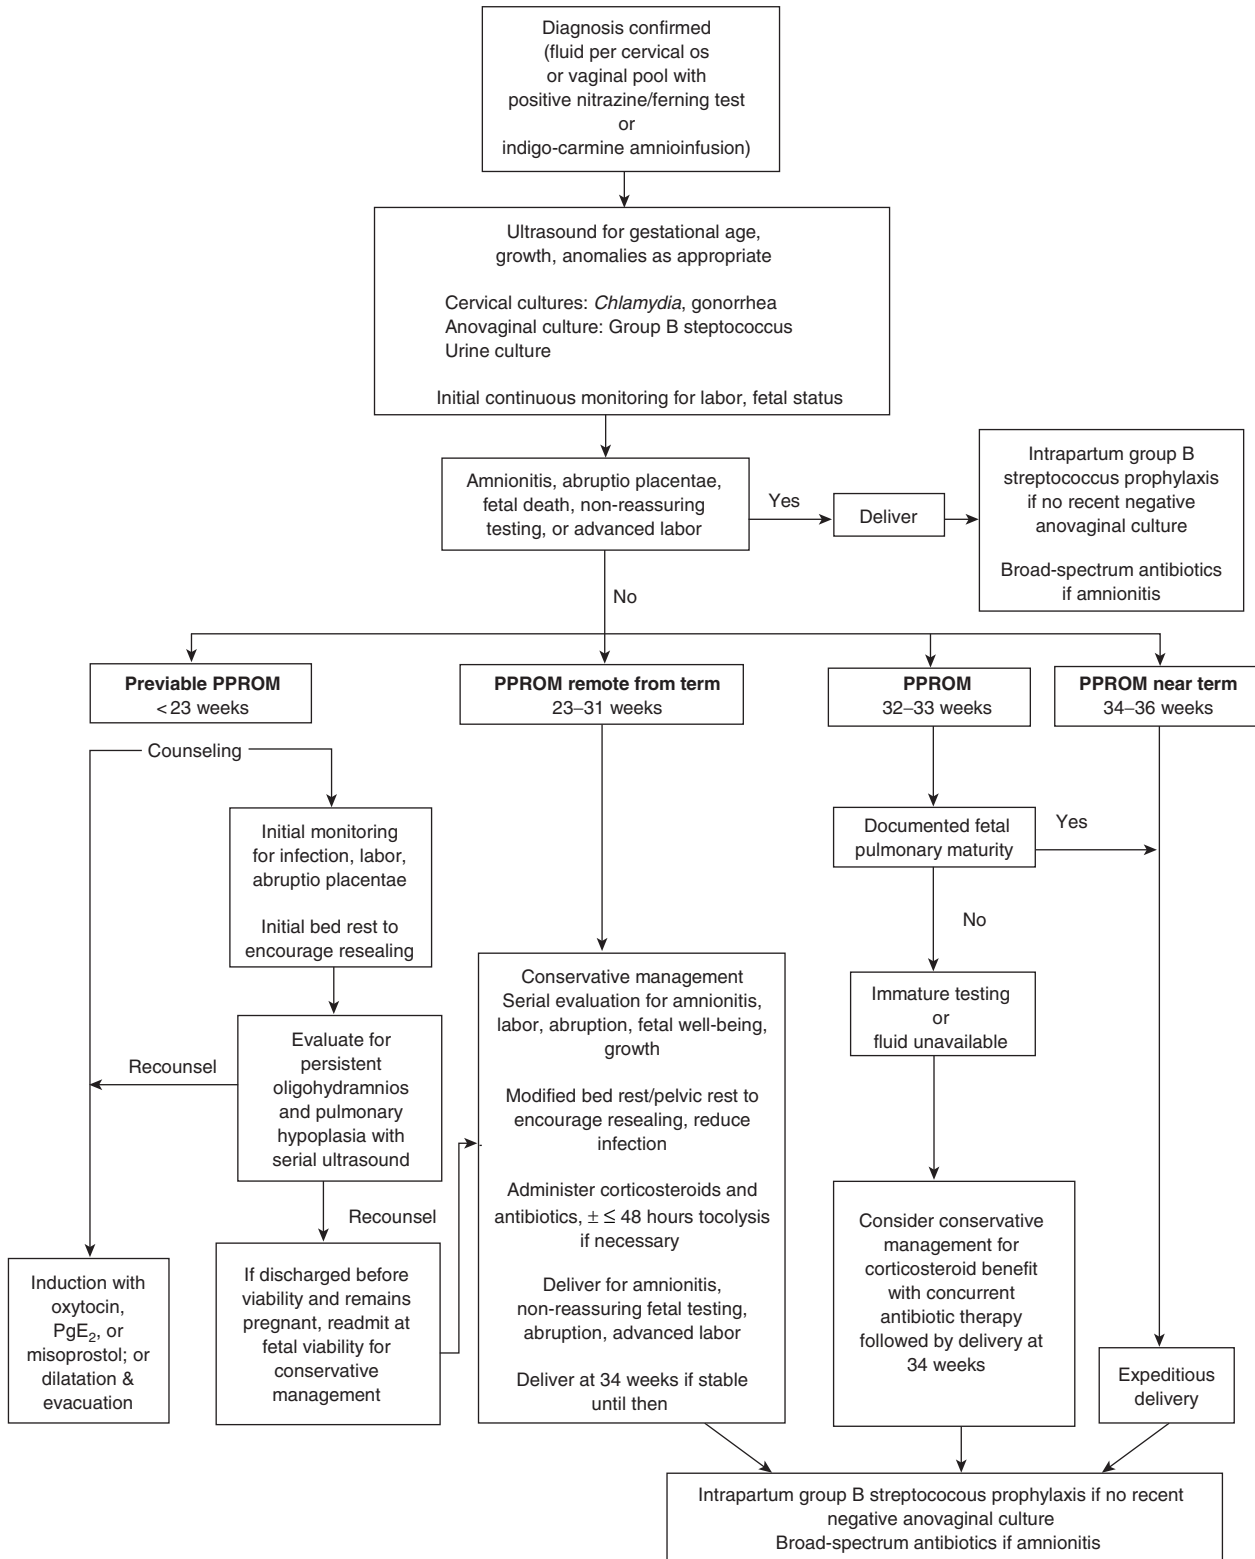 Diagnosis confirmed
(fluid per cervical os
or vaginal pool with
positive nitrazine/ferning test
or
indigo-carmine amnioinfusion)
Ultrasound for gestational age,
growth, anomalies as appropriate
Cervical cultures: Chlamydia, gonorrhea
Anovaginal culture: Group B steptococcus
Urine culture
Initial continuous monitoring for labor, fetal status
Amnionitis, abruptio placentae,
fetal death, non-reassuring
testing, or advanced labor
Yes
Deliver
Intrapartum group B
streptococcus prophylaxis
if no recent negative
anovaginal culture
Broad-spectrum antibiotics
if amnionitis
No
Previable PPROM
< 23 weeks
PPROM remote from term
23–31 weeks
PPROM
32–33 weeks
PPROM near term
34–36 weeks
Counseling
Initial monitoring
for infection, labor,
abruptio placentae
Initial bed rest to
encourage resealing
Evaluate for
persistent
oligohydramnios
and pulmonary
hypoplasia with
serial ultrasound
Recounsel
Recounsel
Induction with
oxytocin,
PgE₂, or
misoprostol; or
dilatation &
evacuation
If discharged before
viability and remains
pregnant, readmit at
fetal viability for
conservative
management
Conservative management
Serial evaluation for amnionitis,
labor, abruption, fetal well-being,
growth
Modified bed rest/pelvic rest to
encourage resealing, reduce
infection
Administer corticosteroids and
antibiotics, ± ≤ 48 hours tocolysis
if necessary
Deliver for amnionitis,
non-reassuring fetal testing,
abruption, advanced labor
Deliver at 34 weeks if stable
until then
Documented fetal
pulmonary maturity
Yes
No
Immature testing
or
fluid unavailable
Consider conservative
management for
corticosteroid benefit
with concurrent
antibiotic therapy
followed by delivery at
34 weeks
Expeditious
delivery
Intrapartum group B streptococous prophylaxis if no recent
negative anovaginal culture
Broad-spectrum antibiotics if amnionitis